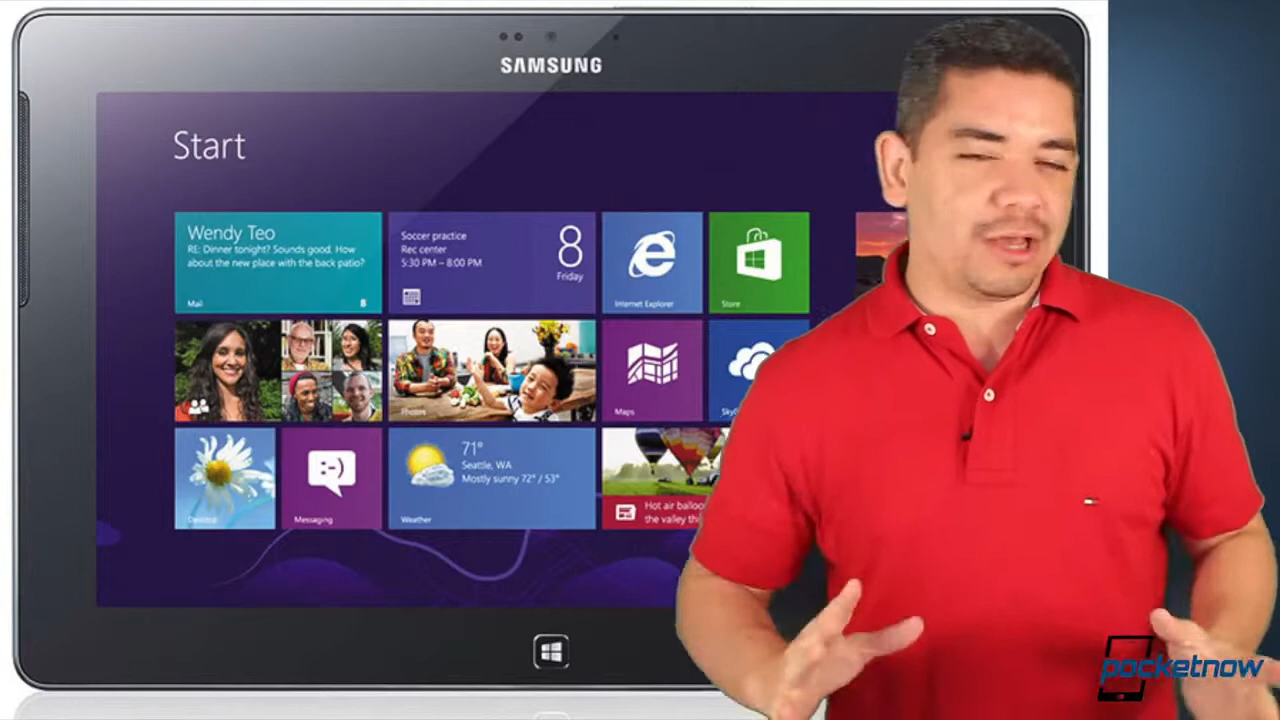 SAMSUNG
Start
Wendy Teo
RE: Dinner tonight? Sounds good. How
about the new place with the back patio?
Mail
8
Soccer practice
Rec center
5:30 PM – 8:00 PM
8
Friday
Internet Explorer
Store
Photos
Maps
Sky
Desktop
:-)
Messaging
71°
Seattle, WA
Mostly sunny 72° / 53°
Weather
Hot air balloo
the valley thi
pocketnow